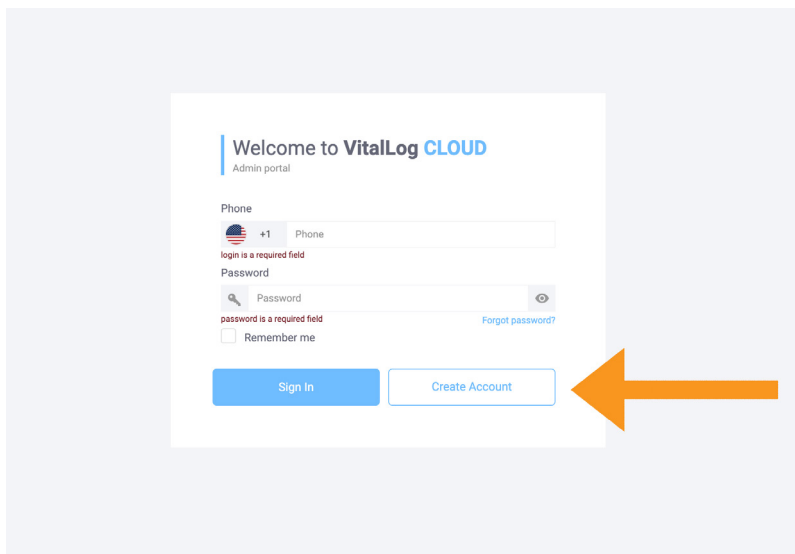 Welcome to VitalLog CLOUD
Admin portal
Phone
+1 Phone
login is a required field
Password
Password
password is a required field Forgot password?
Remember me
Sign In Create Account